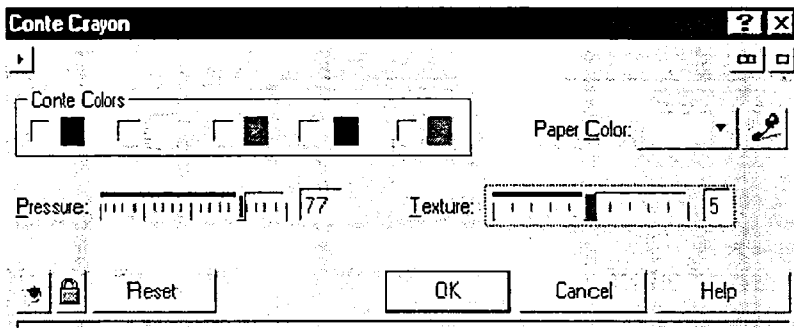 Conte Crayon
Conte Colors
Paper Color:
Pressure: 77 Texture: 5
Reset OK Cancel Help